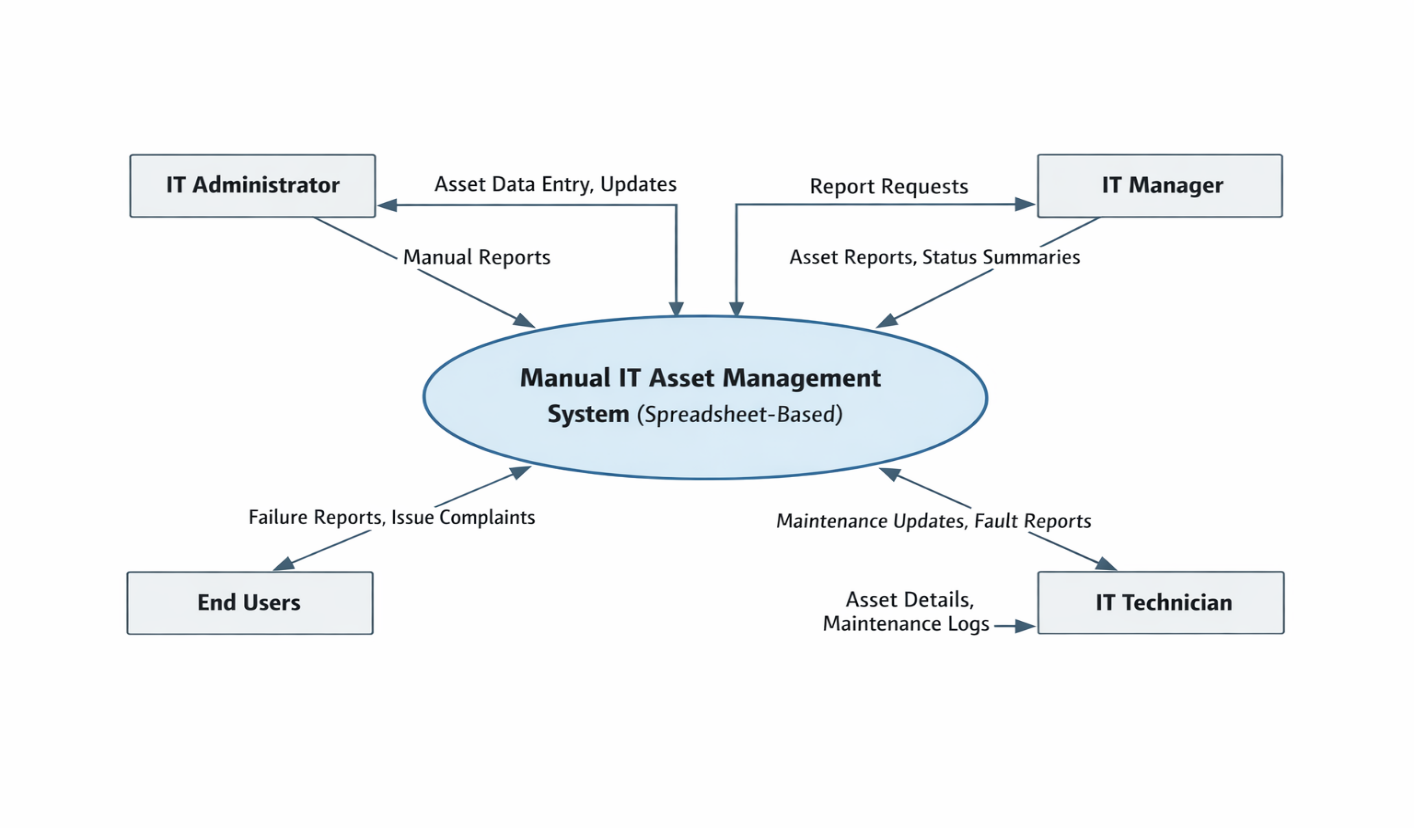 IT Administrator
Asset Data Entry, Updates
Report Requests
IT Manager
Manual Reports
Asset Reports, Status Summaries
Manual IT Asset Management
System (Spreadsheet-Based)
Failure Reports, Issue Complaints
Maintenance Updates, Fault Reports
End Users
Asset Details,
Maintenance Logs
IT Technician